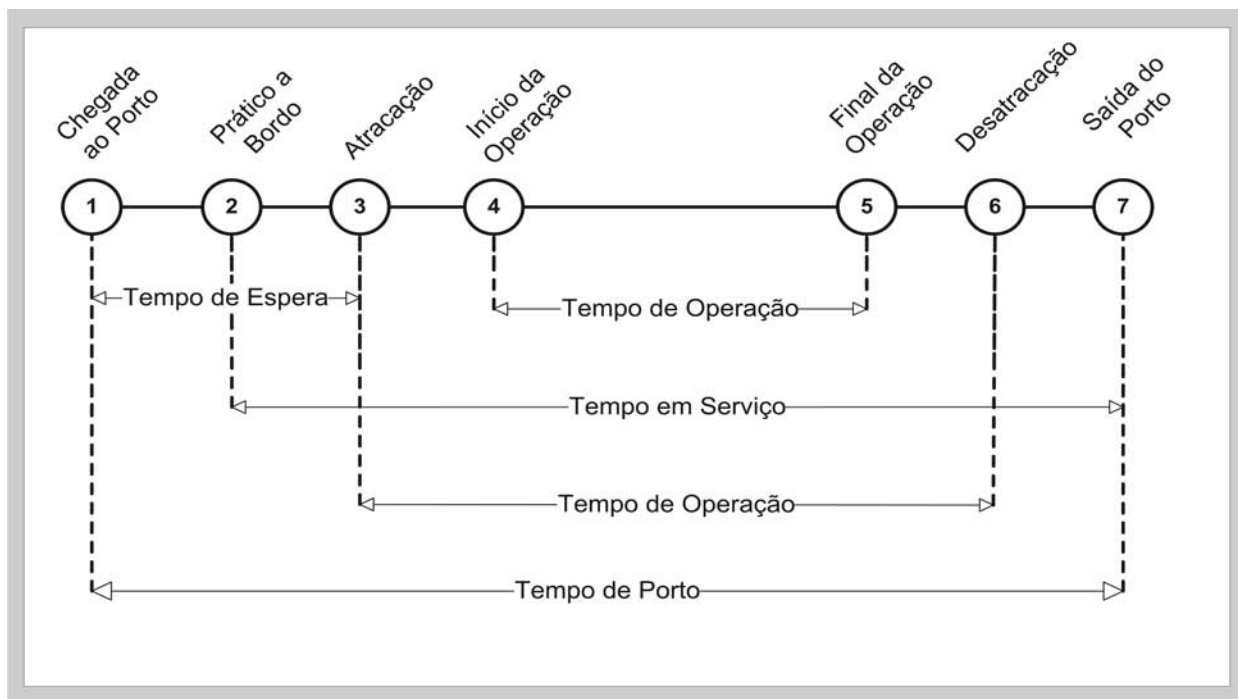 Chegada
ao Porto
Prático a
Bordo
Atracação
Início da
Operação
Final da
Operação
Desatracação
Saída do
Porto
1
2
3
4
5
6
7
Tempo de Espera
Tempo de Operação
Tempo em Serviço
Tempo de Operação
Tempo de Porto